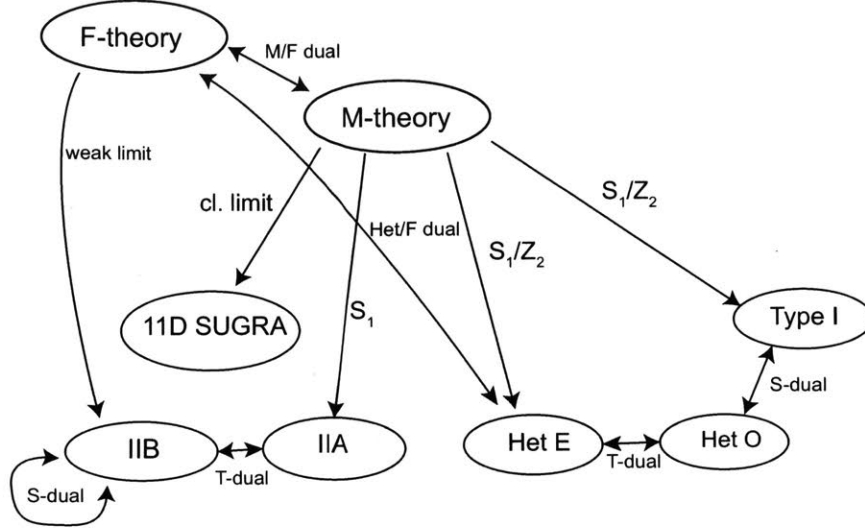 F-theory
M/F dual
M-theory
weak limit
cl. limit
Het/F dual
S₁/Z₂
S₁/Z₂
11D SUGRA
S₁
Type I
S-dual
IIB
T-dual
IIA
Het E
T-dual
Het O
S-dual